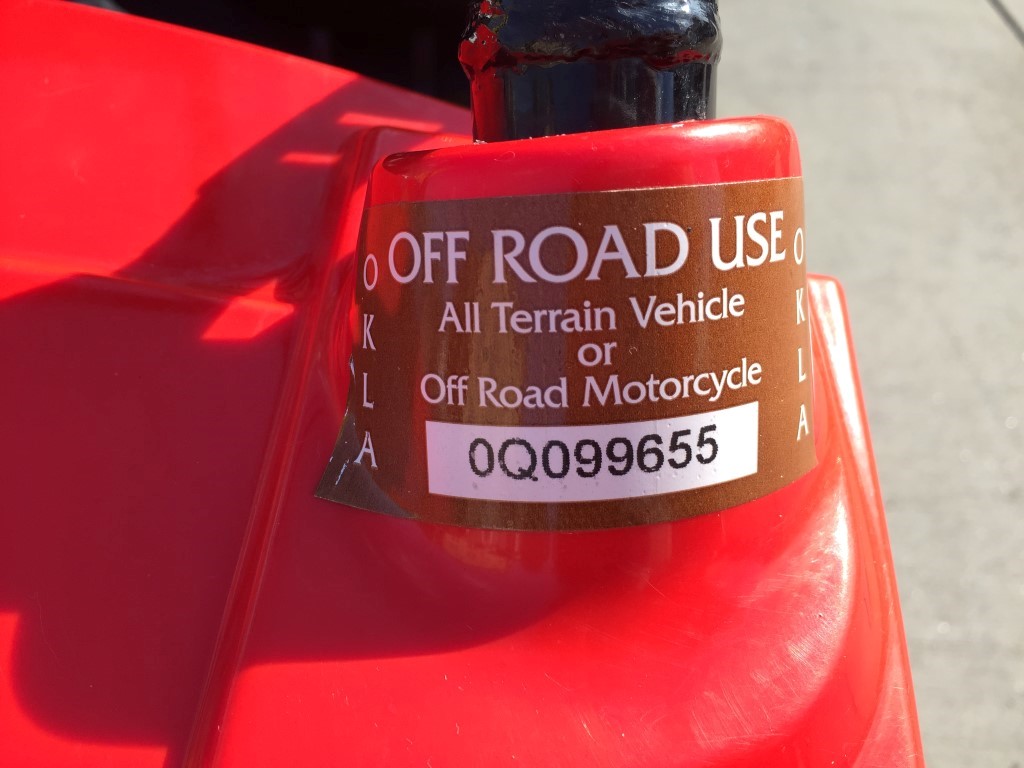 OFF ROAD USE
All Terrain Vehicle
or
Off Road Motorcycle
0Q099655
OKLA
OKLA